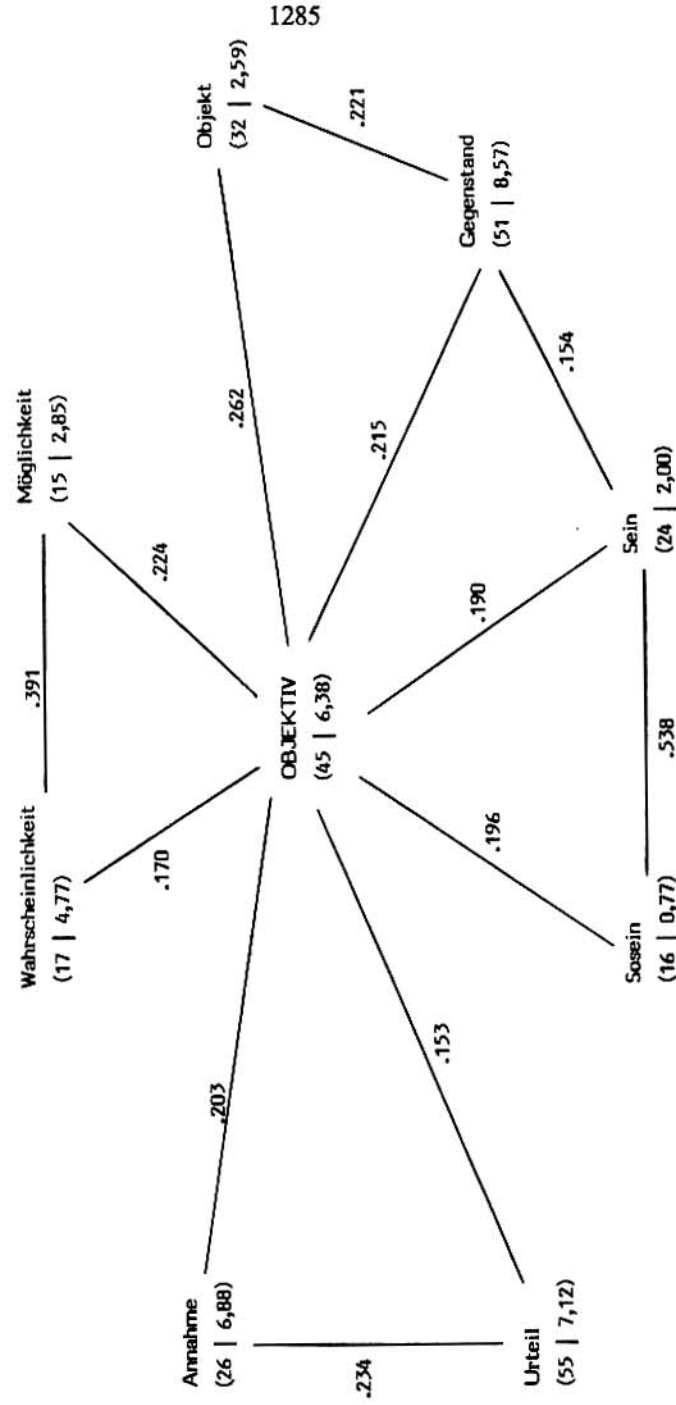 1285
Wahrscheinlichkeit
(17 | 4,77)
.391
Möglichkeit
(15 | 2,85)
.170
.224
Objekt
(32 | 2,59)
.262
.221
Annahme
(26 | 6,88)
.203
OBJEKTIV
(45 | 6,38)
.215
Gegenstand
(51 | 8,57)
.234
.153
.196
.190
.154
Urteil
(55 | 7,12)
Sosein
(16 | 0,77)
.538
Sein
(24 | 2,00)